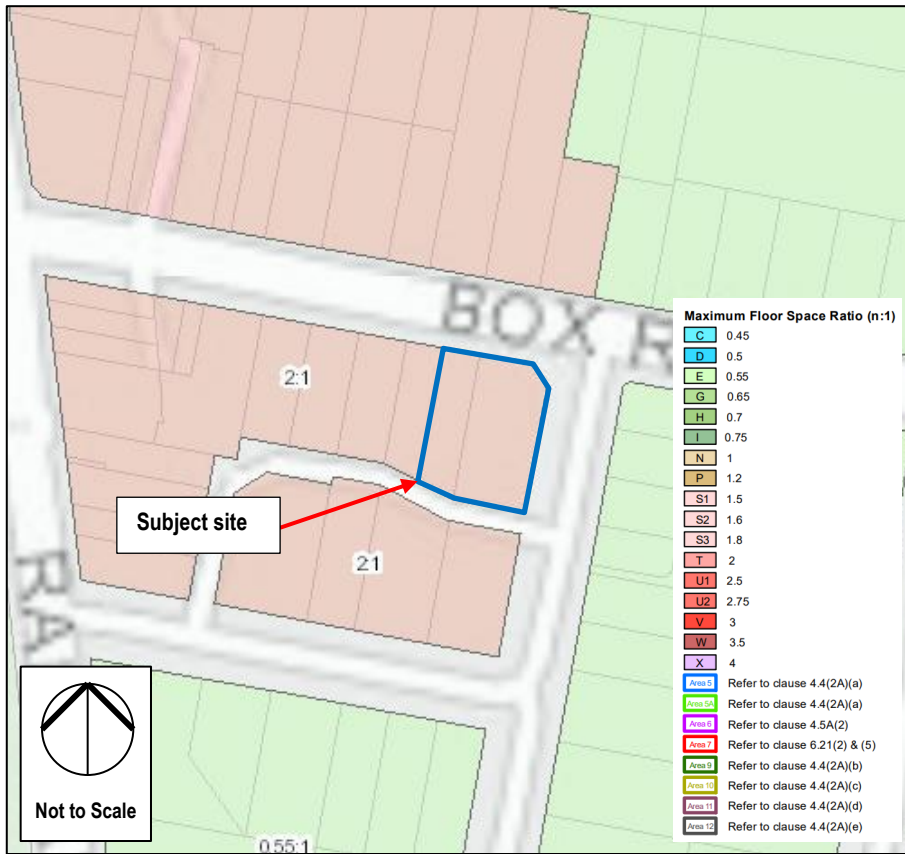 BOX R
2:1
Subject site
2:1
RA
Not to Scale
0.55:1
Maximum Floor Space Ratio (n:1)
C 0.45
D 0.5
E 0.55
G 0.65
H 0.7
I 0.75
N 1
P 1.2
S1 1.5
S2 1.6
S3 1.8
T 2
U1 2.5
U2 2.75
V 3
W 3.5
X 4
Area 5 Refer to clause 4.4(2A)(a)
Area 5A Refer to clause 4.4(2A)(a)
Area 6 Refer to clause 4.5A(2)
Area 7 Refer to clause 6.21(2) & (5)
Area 9 Refer to clause 4.4(2A)(b)
Area 10 Refer to clause 4.4(2A)(c)
Area 11 Refer to clause 4.4(2A)(d)
Area 12 Refer to clause 4.4(2A)(e)